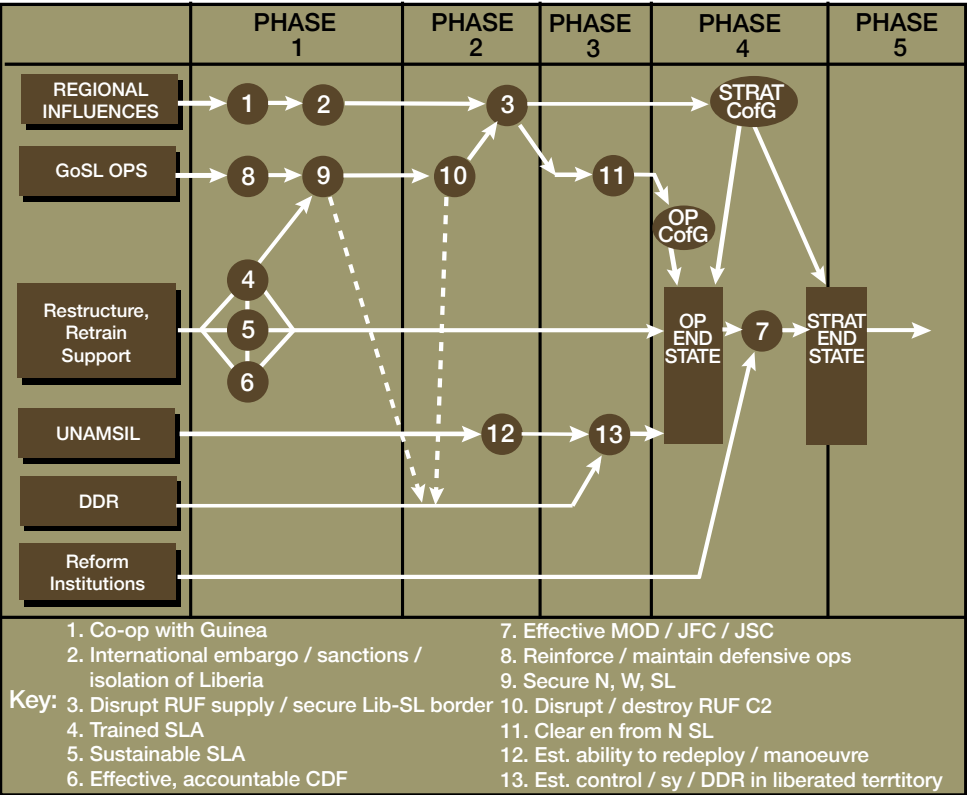 PHASE
1
PHASE
2
PHASE
3
PHASE
4
PHASE
5
REGIONAL
INFLUENCES
1
2
3
STRAT
CofG
GoSL OPS
8
9
10
11
OP
CofG
4
Restructure,
Retrain
Support
5
6
OP
END
STATE
7
STRAT
END
STATE
UNAMSIL
12
13
DDR
Reform
Institutions
Key:
1. Co-op with Guinea
2. International embargo / sanctions /
isolation of Liberia
3. Disrupt RUF supply / secure Lib-SL border
4. Trained SLA
5. Sustainable SLA
6. Effective, accountable CDF
7. Effective MOD / JFC / JSC
8. Reinforce / maintain defensive ops
9. Secure N, W, SL
10. Disrupt / destroy RUF C2
11. Clear en from N SL
12. Est. ability to redeploy / manoeuvre
13. Est. control / sy / DDR in liberated terrtitory